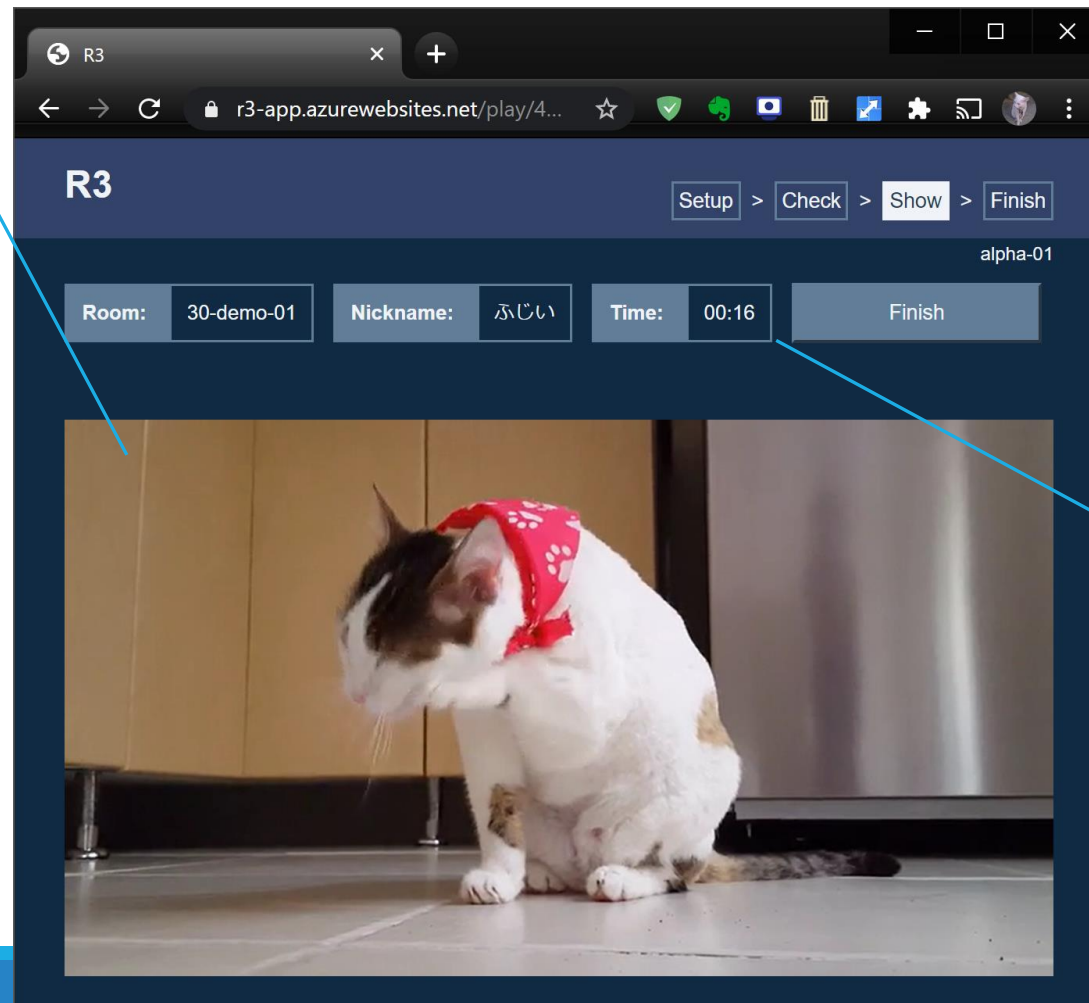 R3
r3-app.azurewebsites.net/play/4...
R3
Setup > Check > Show > Finish
alpha-01
Room: 30-demo-01 Nickname: ふじい Time: 00:16 Finish